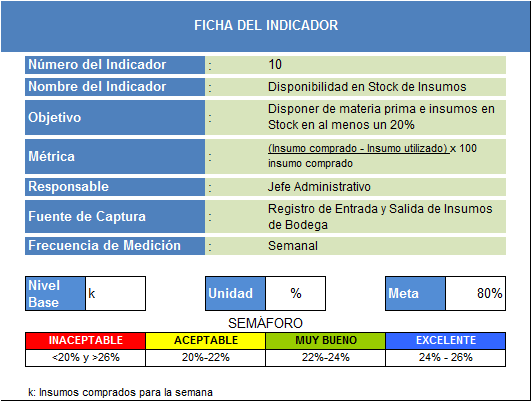 FICHA DEL INDICADOR
Número del Indicador : 10
Nombre del Indicador : Disponibilidad en Stock de Insumos
Objetivo : Disponer de materia prima e insumos en
Stock en al menos un 20%
Métrica : (Insumo comprado - Insumo utilizado) x 100
insumo comprado
Responsable : Jefe Administrativo
Fuente de Captura : Registro de Entrada y Salida de Insumos
de Bodega
Frecuencia de Medición : Semanal
Nivel Base k Unidad % Meta 80%
SEMÀFORO
INACEPTABLE ACEPTABLE MUY BUENO EXCELENTE
<20% y >26% 20%-22% 22%-24% 24% - 26%
k: Insumos comprados para la semana